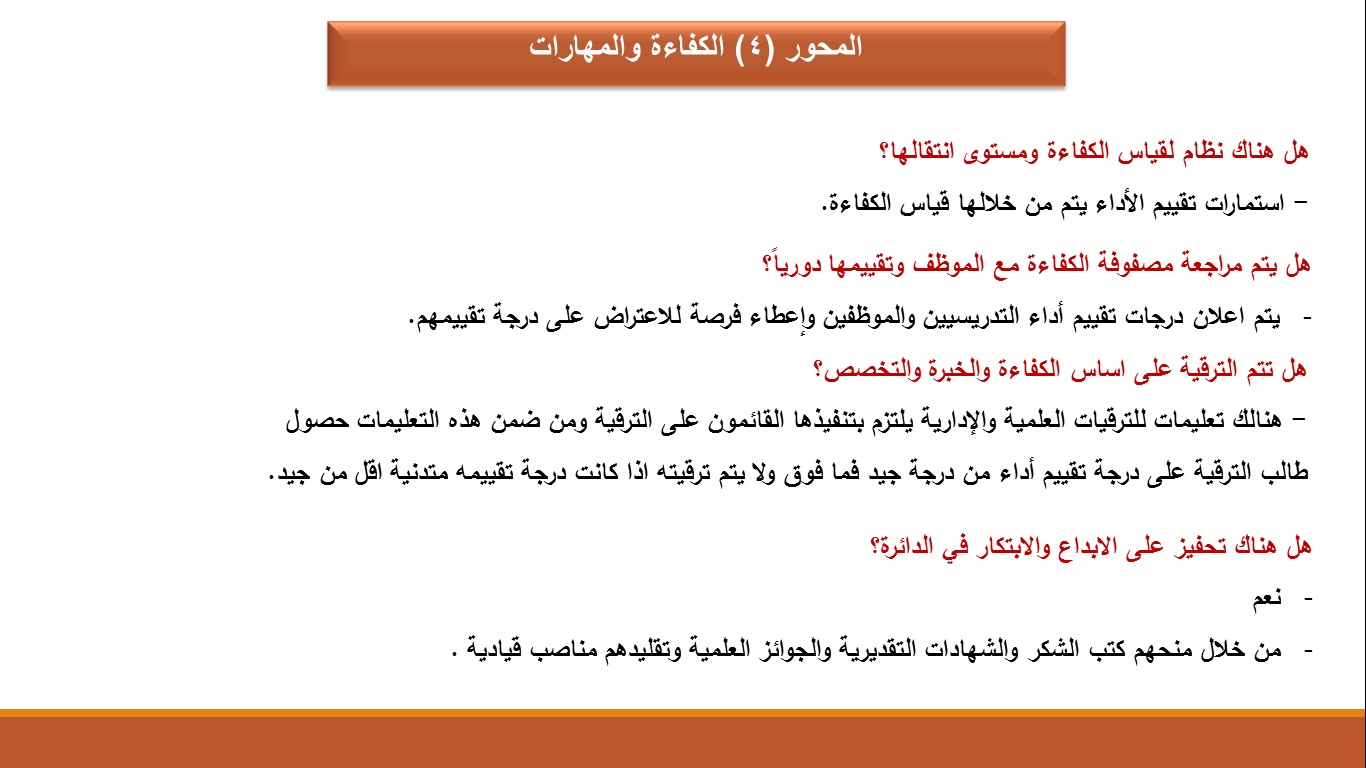 المحور (٤) الكفاءة والمهارات
هل هناك نظام لقياس الكفاءة ومستوى انتقالها؟
– استمارات تقييم الأداء يتم من خلالها قياس الكفاءة.
هل يتم مراجعة مصفوفة الكفاءة مع الموظف وتقييمها دورياً؟
- يتم اعلان درجات تقييم أداء التدريسيين والموظفين وإعطاء فرصة للاعتراض على درجة تقييمهم.
هل تتم الترقية على اساس الكفاءة والخبرة والتخصص؟
– هنالك تعليمات للترقيات العلمية والإدارية يلتزم بتنفيذها القائمون على الترقية ومن ضمن هذه التعليمات حصول
طالب الترقية على درجة تقييم أداء من درجة جيد فما فوق ولا يتم ترقيته اذا كانت درجة تقييمه متدنية اقل من جيد.
هل هناك تحفيز على الابداع والابتكار في الدائرة؟
- نعم
- من خلال منحهم كتب الشكر والشهادات التقديرية والجوائز العلمية وتقليدهم مناصب قيادية .